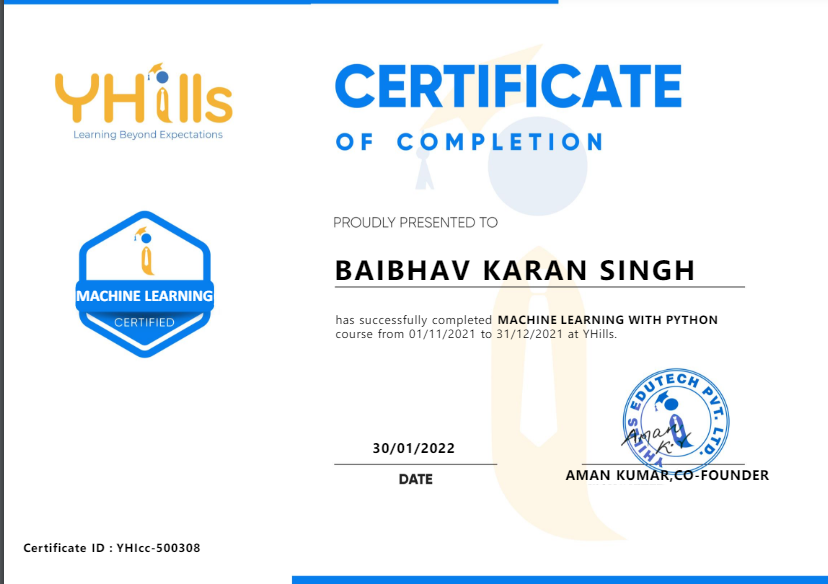 YHills
Learning Beyond Expectations
CERTIFICATE
OF COMPLETION
PROUDLY PRESENTED TO
BAIBHAV KARAN SINGH
has successfully completed MACHINE LEARNING WITH PYTHON
course from 01/11/2021 to 31/12/2021 at YHills.
MACHINE LEARNING
CERTIFIED
YHILLS EDUTECH PVT. LTD.
Aman K.Y
30/01/2022
DATE
AMAN KUMAR,CO-FOUNDER
Certificate ID : YHIcc-500308